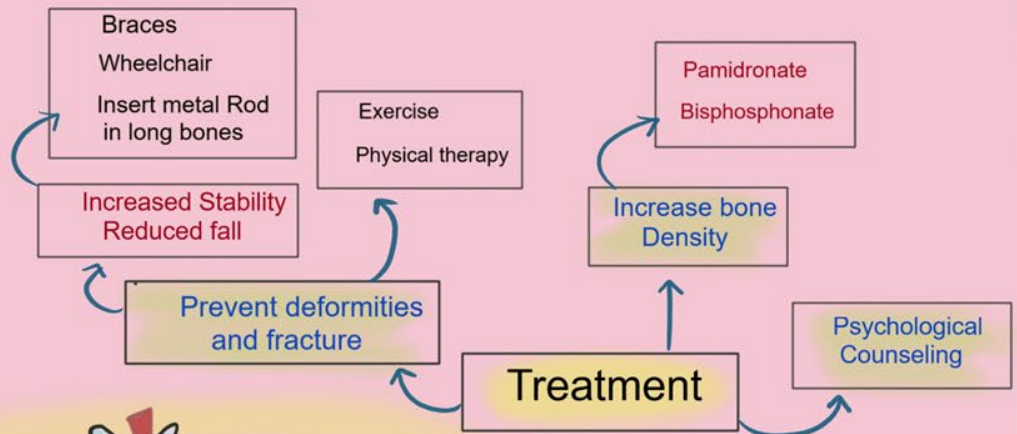 Braces
Wheelchair
Insert metal Rod
in long bones
Exercise
Physical therapy
Pamidronate
Bisphosphonate
Increased Stability
Reduced fall
Increase bone
Density
Prevent deformities
and fracture
Psychological
Counseling
Treatment